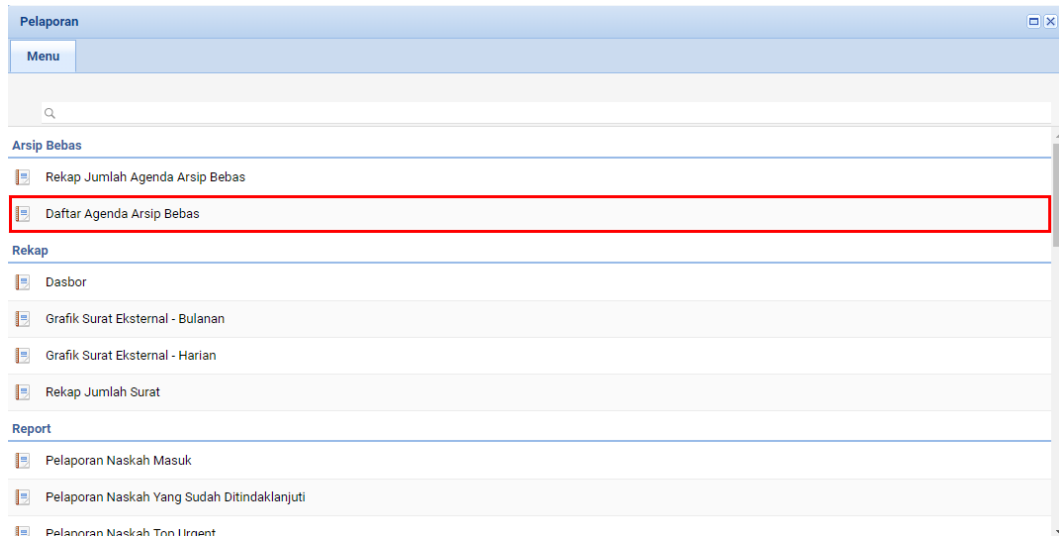 Pelaporan
Menu
Arsip Bebas
Rekap Jumlah Agenda Arsip Bebas
Daftar Agenda Arsip Bebas
Rekap
Dasbor
Grafik Surat Eksternal - Bulanan
Grafik Surat Eksternal - Harian
Rekap Jumlah Surat
Report
Pelaporan Naskah Masuk
Pelaporan Naskah Yang Sudah Ditindaklanjuti
Pelaporan Naskah Top Urgent